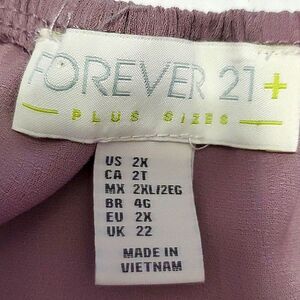 FOREVER 21+
PLUS SIZES
US 2X
CA 2T
MX 2XL/2EG
BR 4G
EU 2X
UK 22
MADE IN
VIETNAM